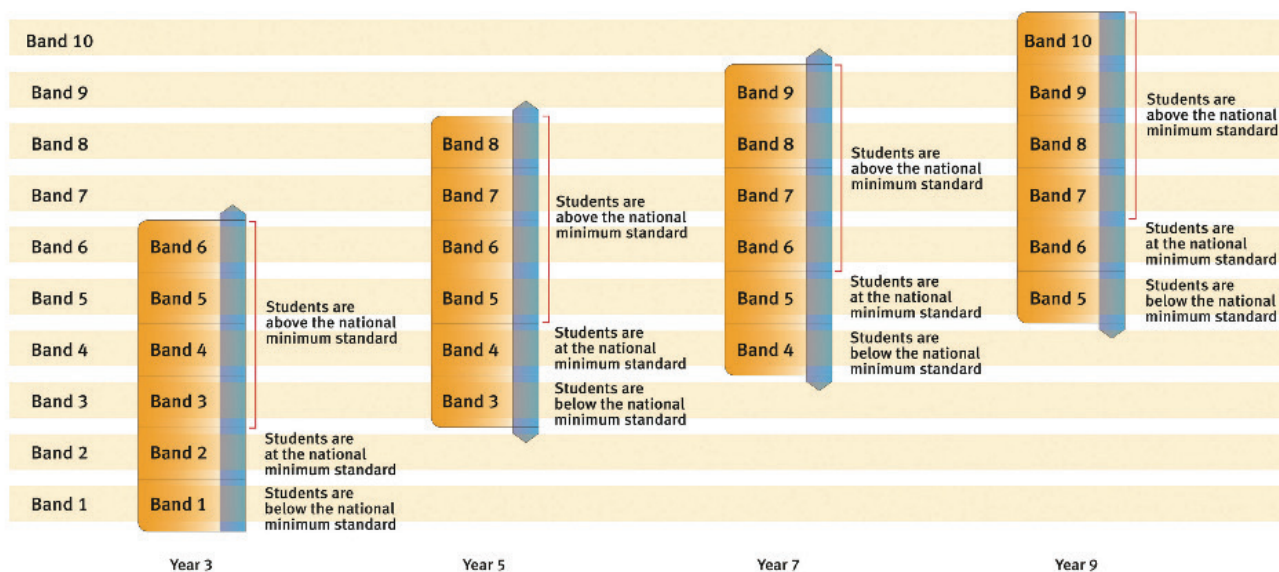 Band 10
Band 9
Band 8
Band 7
Band 6
Band 5
Band 4
Band 3
Band 2
Band 1
Band 6
Band 5
Band 4
Band 3
Band 2
Band 1
Students are
above the national
minimum standard
Students are
at the national
minimum standard
Students are
below the national
minimum standard
Year 3
Band 8
Band 7
Band 6
Band 5
Band 4
Band 3
Students are
above the national
minimum standard
Students are
at the national
minimum standard
Students are
below the national
minimum standard
Year 5
Band 9
Band 8
Band 7
Band 6
Band 5
Band 4
Students are
above the national
minimum standard
Students are
at the national
minimum standard
Students are
below the national
minimum standard
Year 7
Band 10
Band 9
Band 8
Band 7
Band 6
Band 5
Students are
above the national
minimum standard
Students are
at the national
minimum standard
Students are
below the national
minimum standard
Year 9